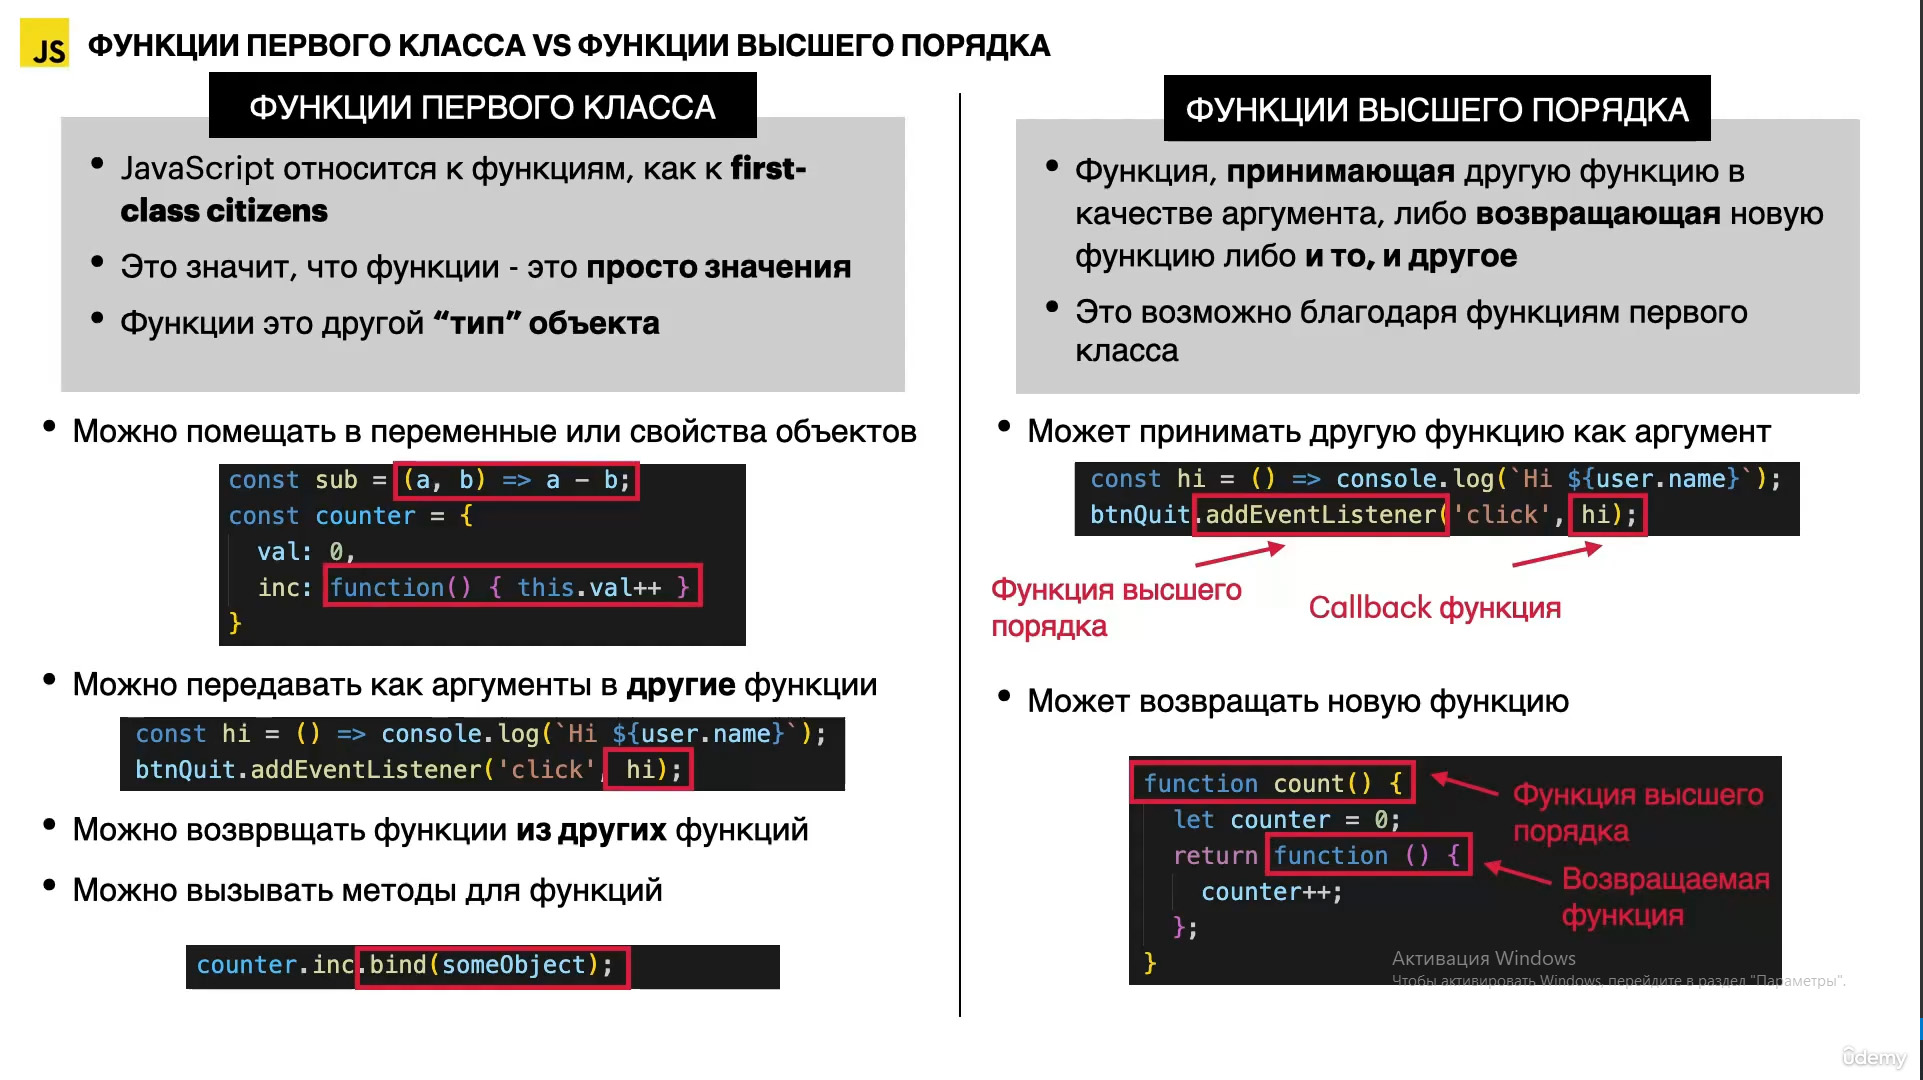 JS ФУНКЦИИ ПЕРВОГО КЛАССА VS ФУНКЦИИ ВЫСШЕГО ПОРЯДКА
ФУНКЦИИ ПЕРВОГО КЛАССА
• JavaScript относится к функциям, как к first-
class citizens
• Это значит, что функции - это просто значения
• Функции это другой “тип” объекта
• Можно помещать в переменные или свойства объектов
const sub = (a, b) => a - b;
const counter = {
val: 0,
inc: function() { this.val++ }
}
• Можно передавать как аргументы в другие функции
const hi = () => console.log(`Hi ${user.name}`);
btnQuit.addEventListener('click', hi);
• Можно возврвщать функции из других функций
• Можно вызывать методы для функций
counter.inc.bind(someObject);
ФУНКЦИИ ВЫСШЕГО ПОРЯДКА
• Функция, принимающая другую функцию в
качестве аргумента, либо возвращающая новую
функцию либо и то, и другое
• Это возможно благодаря функциям первого
класса
• Может принимать другую функцию как аргумент
const hi = () => console.log(`Hi ${user.name}`);
btnQuit.addEventListener('click', hi);
Функция высшего
порядка
Callback функция
• Может возвращать новую функцию
function count() {
let counter = 0;
return function () {
counter++;
};
}
Функция высшего
порядка
Возвращаемая
функция
Активация Windows
Чтобы активировать Windows, перейдите в раздел "Параметры".
ûdemy